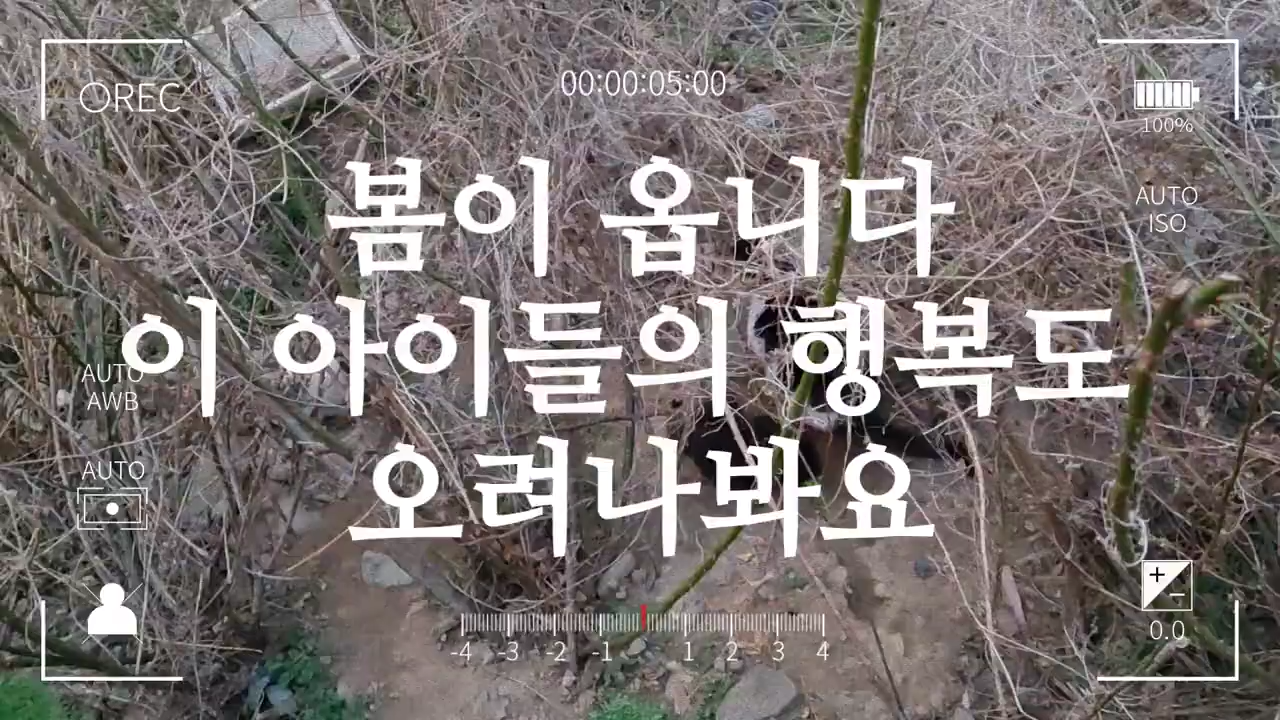 REC
00:00:05:00
100%
AUTO
ISO
봄이 옵니다
이 아이들의 행복도
오려나봐요
AUTO
AWB
AUTO
-4 -3 -2 -1 1 2 3 4
0.0